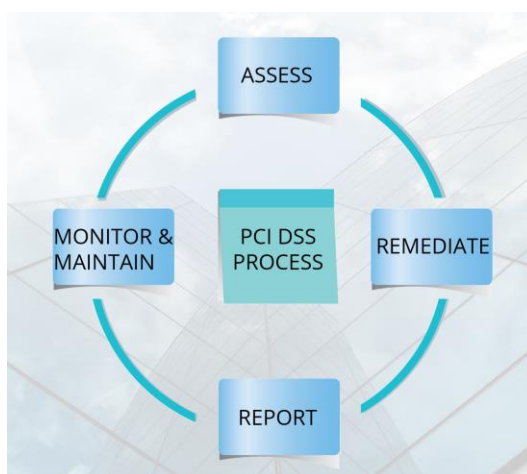 ASSESS
MONITOR &
MAINTAIN
PCI DSS
PROCESS
REMEDIATE
REPORT